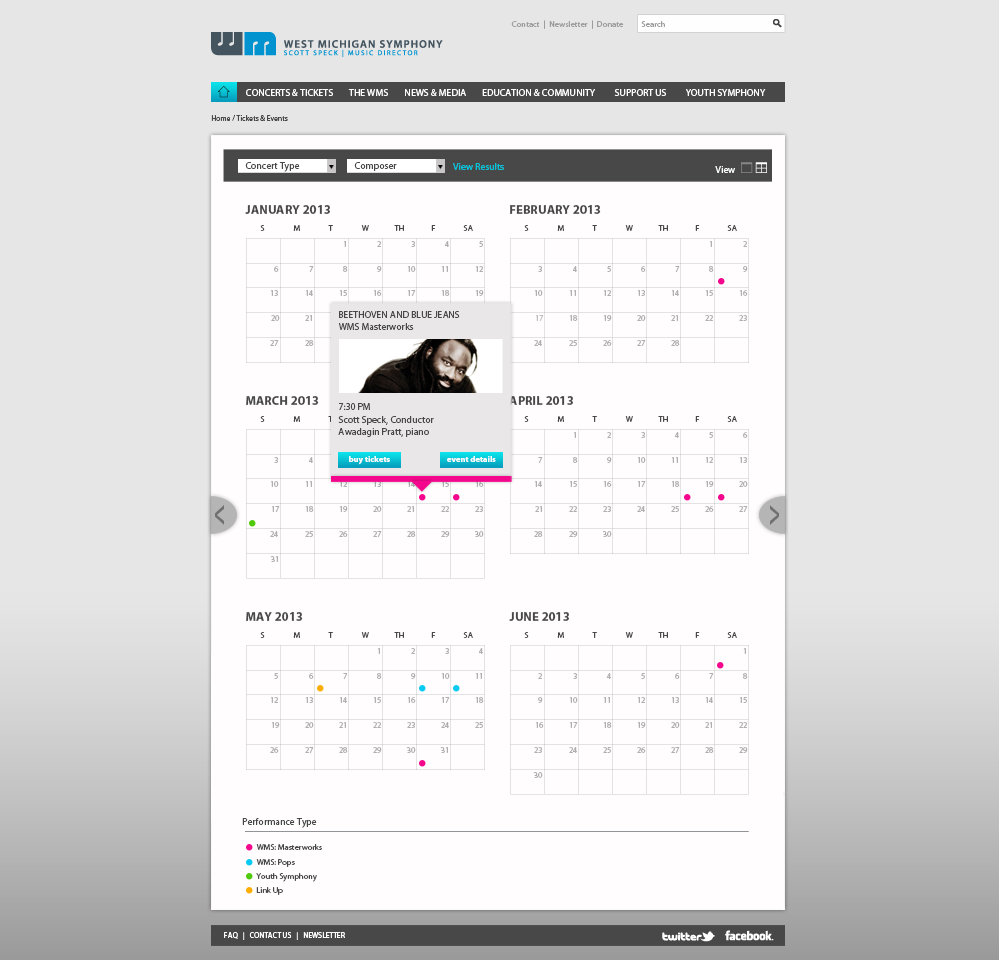 Contact | Newsletter | Donate
Search
WEST MICHIGAN SYMPHONY
SCOTT SPECK | MUSIC DIRECTOR
CONCERTS & TICKETS THE WMS NEWS & MEDIA EDUCATION & COMMUNITY SUPPORT US YOUTH SYMPHONY
Home / Tickets & Events
Concert Type Composer View Results View
JANUARY 2013
S M T W TH F SA
1 2 3 4 5
6 7 8 9 10 11 12
13 14 15 16 17 18 19
20 21
27 28
FEBRUARY 2013
S M T W TH F SA
1 2
3 4 5 6 7 8 9
10 11 12 13 14 15 16
17 18 19 20 21 22 23
24 25 26 27 28
BEETHOVEN AND BLUE JEANS
WMS Masterworks
7:30 PM
Scott Speck, Conductor
Awadagin Pratt, piano
buy tickets event details
MARCH 2013
S M T
3 4
10 11 12 13 14 15 16
17 18 19 20 21 22 23
24 25 26 27 28 29 30
31
APRIL 2013
S M T W TH F SA
1 2 3 4 5 6
7 8 9 10 11 12 13
14 15 16 17 18 19 20
21 22 23 24 25 26 27
28 29 30
MAY 2013
S M T W TH F SA
1 2 3 4
5 6 7 8 9 10 11
12 13 14 15 16 17 18
19 20 21 22 23 24 25
26 27 28 29 30 31
JUNE 2013
S M T W TH F SA
1
2 3 4 5 6 7 8
9 10 11 12 13 14 15
16 17 18 19 20 21 22
23 24 25 26 27 28 29
30
Performance Type
WMS: Masterworks
WMS: Pops
Youth Symphony
Link Up
FAQ | CONTACT US | NEWSLETTER
twitter facebook.